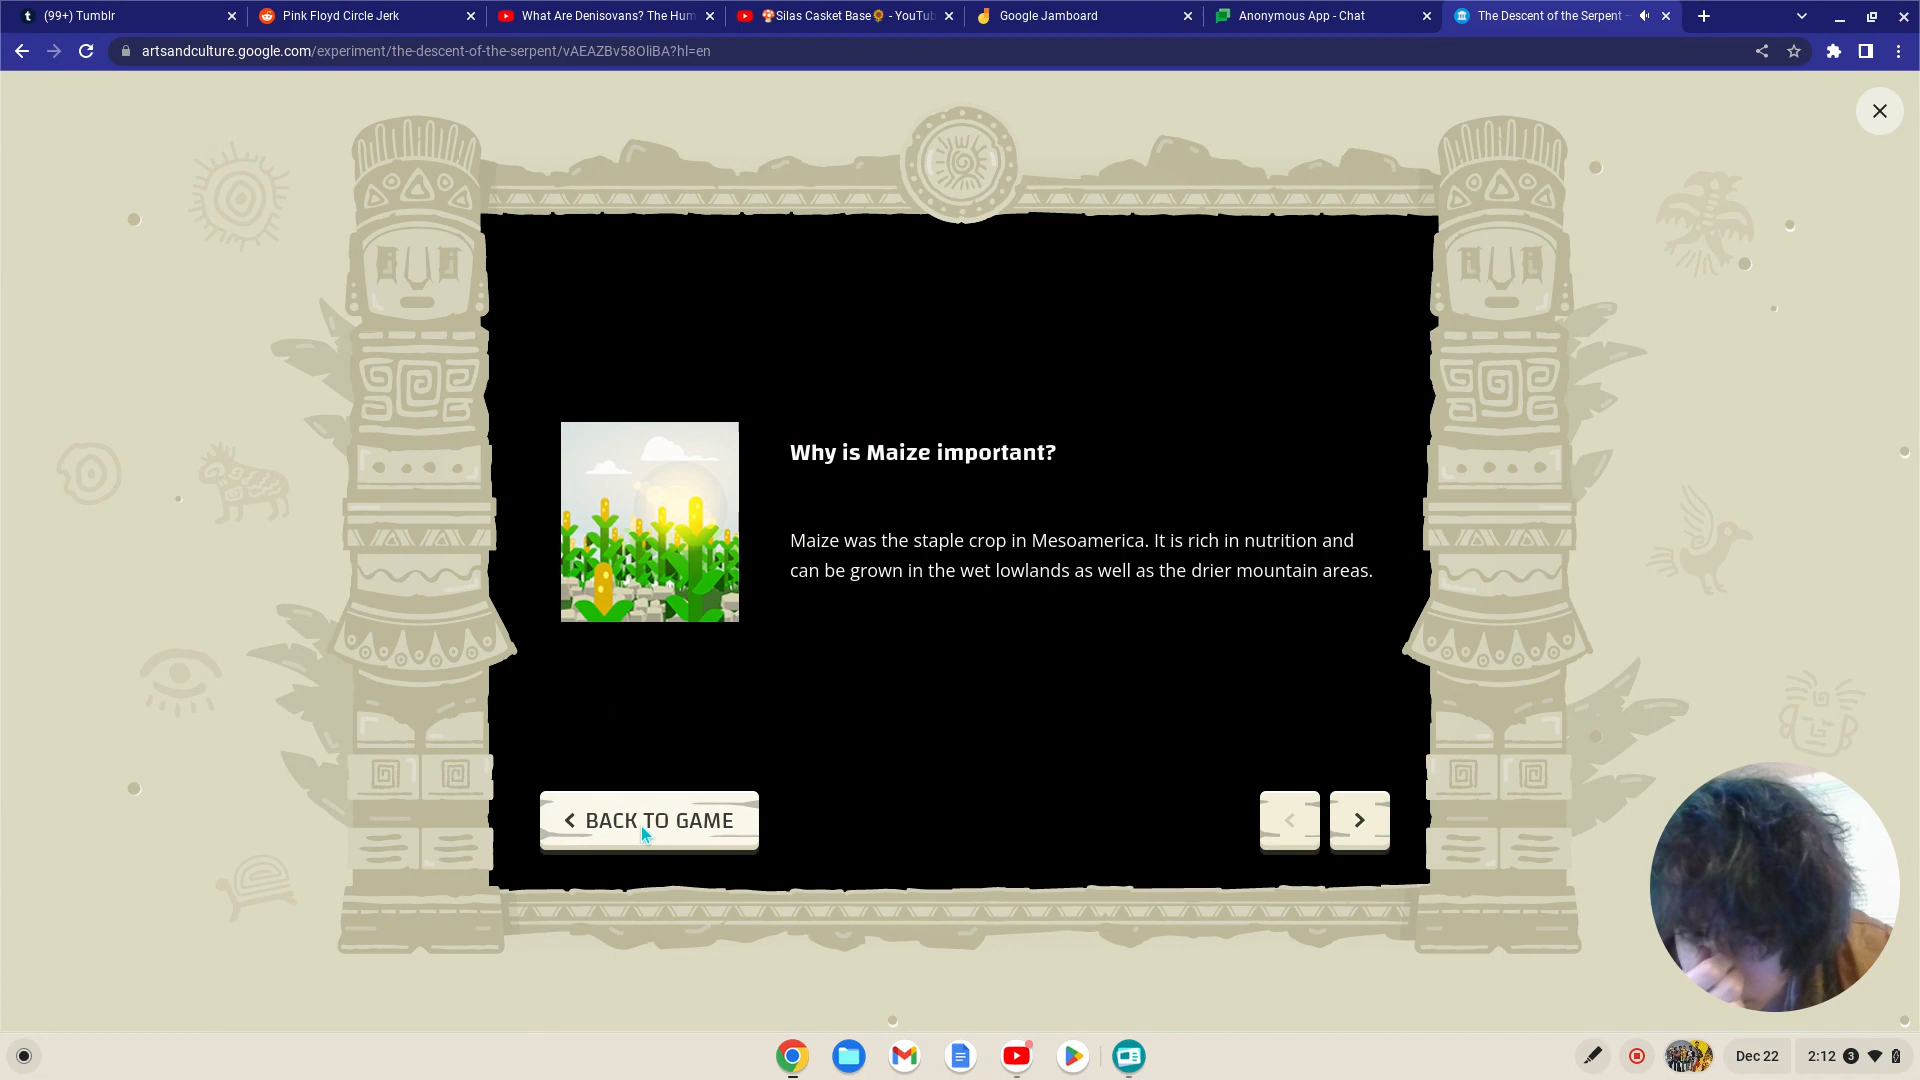 (99+) Tumblr
Pink Floyd Circle Jerk
What Are Denisovans? The Hum
🍄Silas Casket Base🌻 - YouTub
Google Jamboard
Anonymous App - Chat
The Descent of the Serpent -
artsandculture.google.com/experiment/the-descent-of-the-serpent/vAEAZBv58OliBA?hl=en
Why is Maize important?
Maize was the staple crop in Mesoamerica. It is rich in nutrition and
can be grown in the wet lowlands as well as the drier mountain areas.
BACK TO GAME
Dec 22
2:12
3